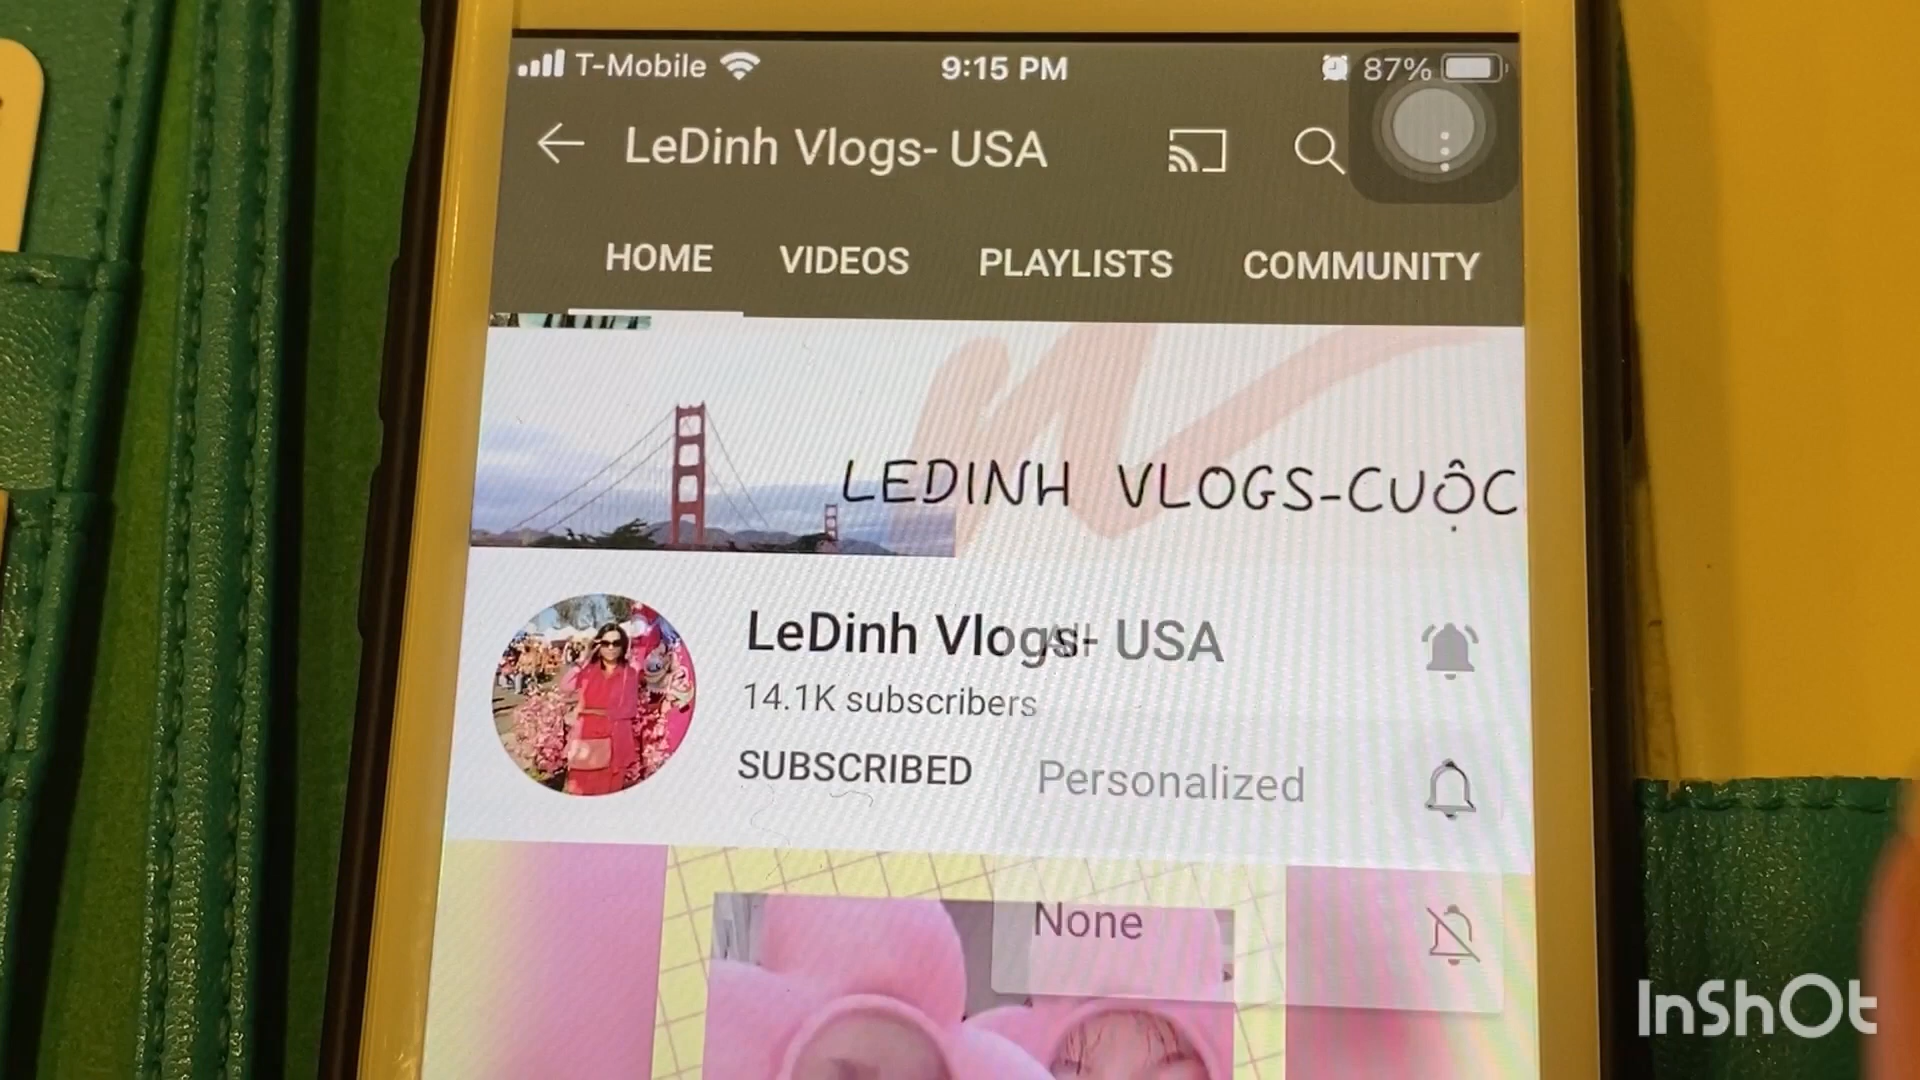 T-Mobile 9:15 PM 87%
LeDinh Vlogs- USA
HOME VIDEOS PLAYLISTS COMMUNITY
LEDINH VLOGS-CUỘC
LeDinh Vlogs- USA
All
14.1K subscribers
SUBSCRIBED Personalized
None
InShOt